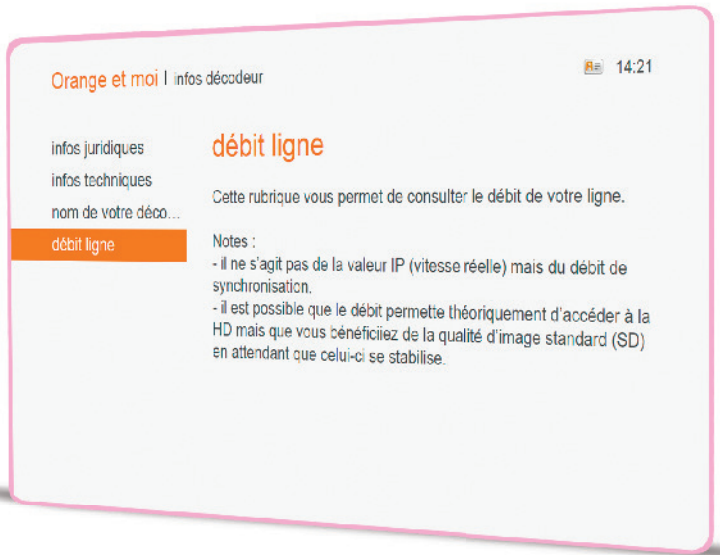 Orange et moi | infos décodeur
14:21
infos juridiques
infos techniques
nom de votre déco...
débit ligne
débit ligne
Cette rubrique vous permet de consulter le débit de votre ligne.
Notes :
- il ne s'agit pas de la valeur IP (vitesse réelle) mais du débit de
synchronisation.
- il est possible que le débit permette théoriquement d'accéder à la
HD mais que vous bénéficiiez de la qualité d'image standard (SD)
en attendant que celui-ci se stabilise.